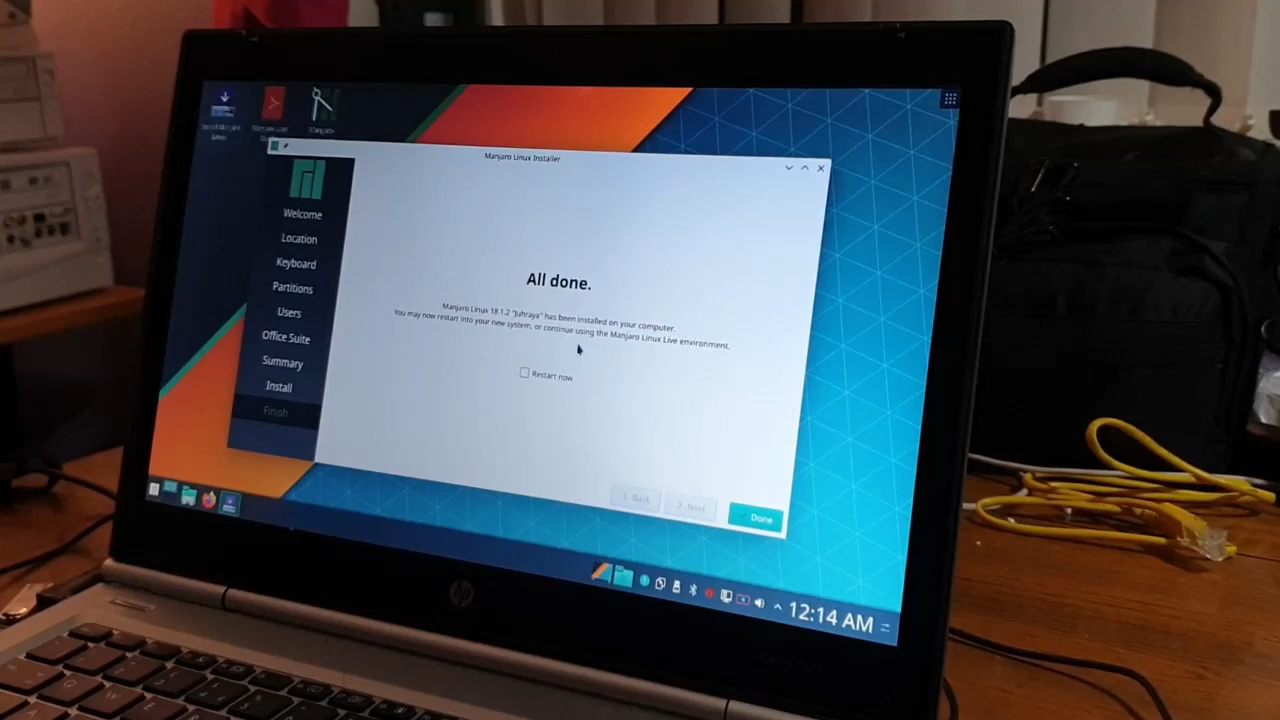 Manjaro Linux Installer
Welcome
Location
Keyboard
Partitions
Users
Office Suite
Summary
Install
Finish
All done.
Manjaro Linux 18.1.2 "Juhraya" has been installed on your computer.
You may now restart into your new system, or continue using the Manjaro Linux Live environment.
Restart now
Back
Next
Done
12:14 AM
hp